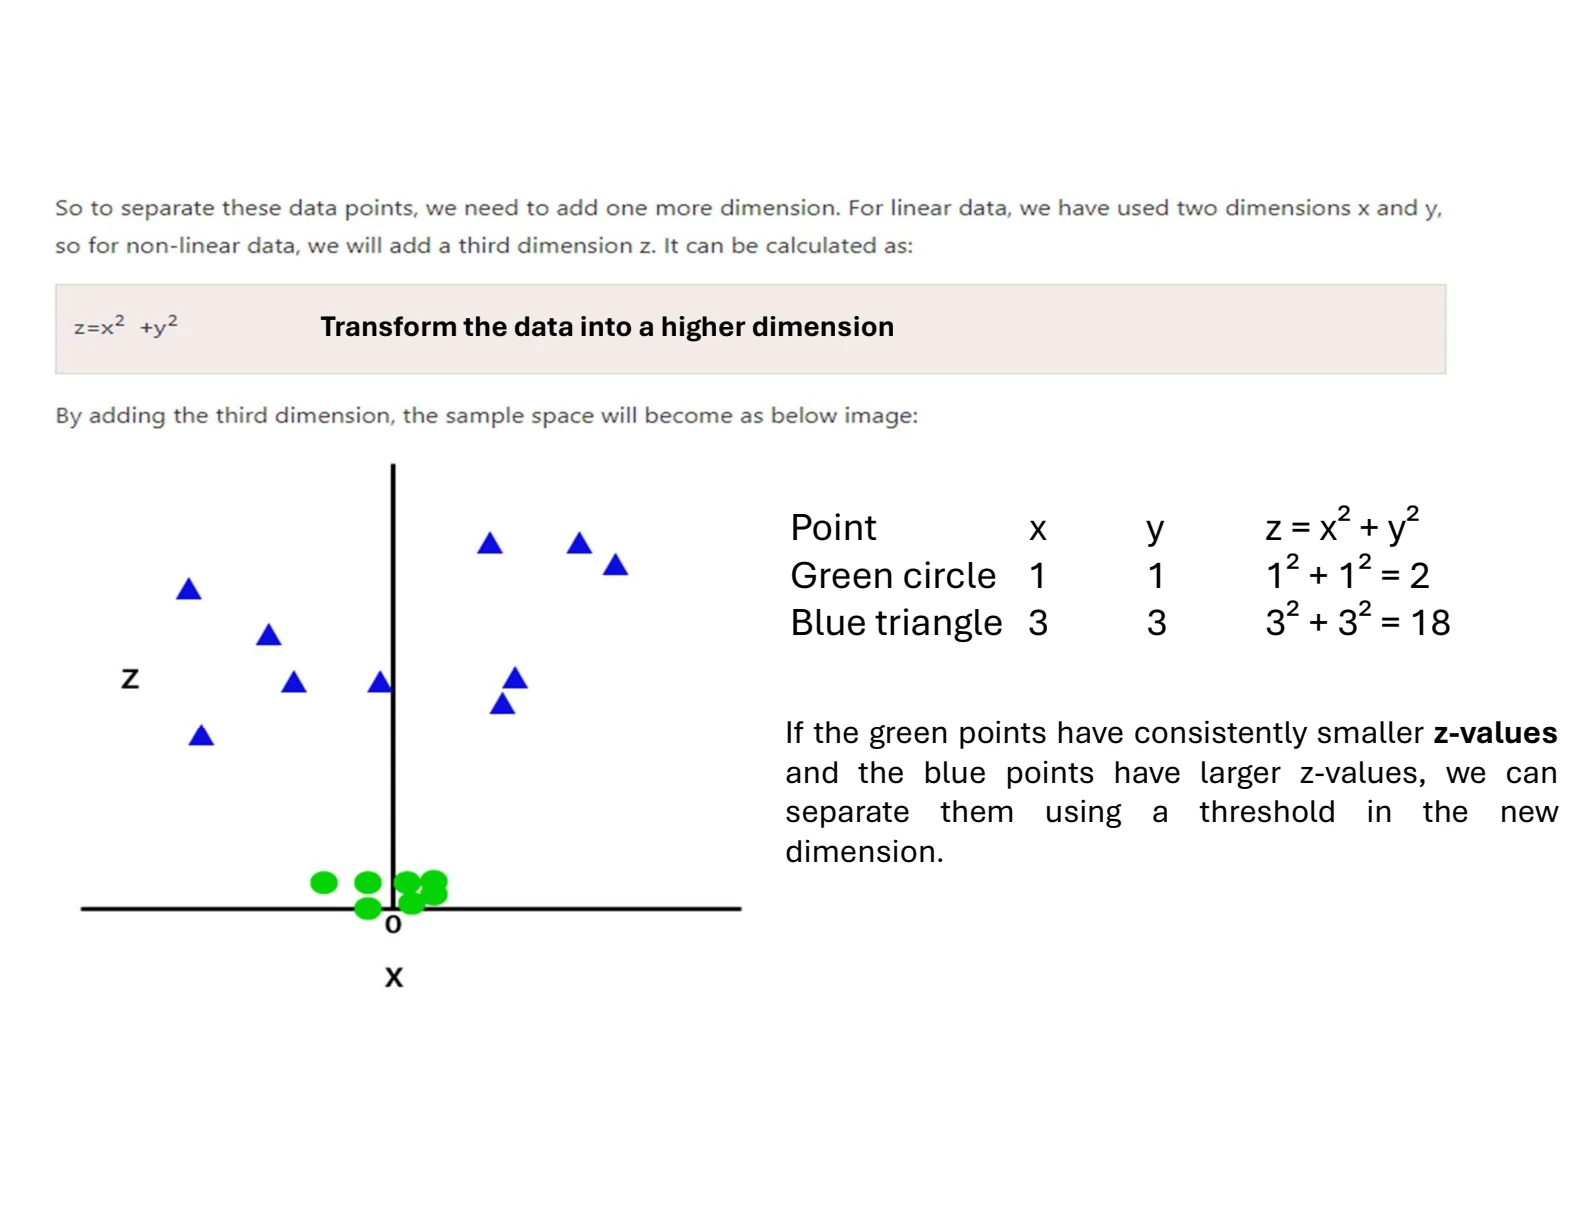 So to separate these data points, we need to add one more dimension. For linear data, we have used two dimensions x and y,
so for non-linear data, we will add a third dimension z. It can be calculated as:
z=x² +y² Transform the data into a higher dimension
By adding the third dimension, the sample space will become as below image:
Point x y z = x² + y²
Green circle 1 1 1² + 1² = 2
Blue triangle 3 3 3² + 3² = 18
z
If the green points have consistently smaller z-values
and the blue points have larger z-values, we can
separate them using a threshold in the new
dimension.
0
x